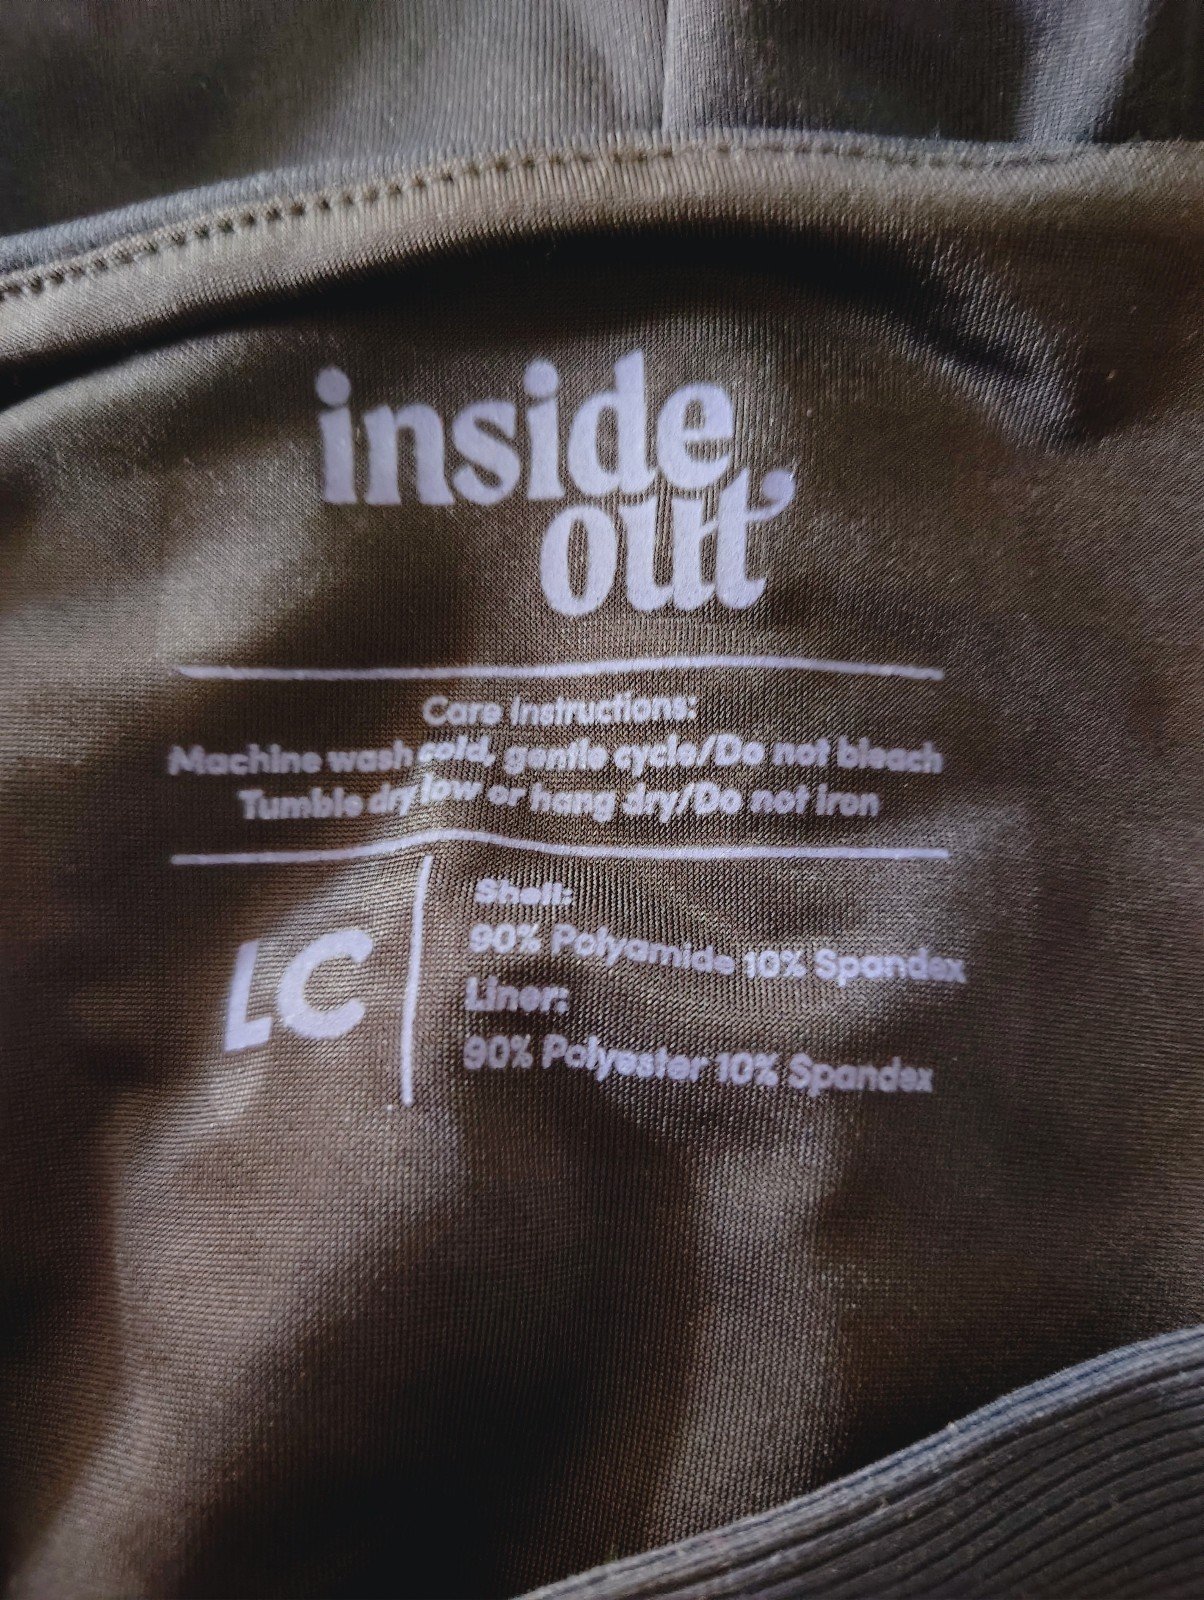 inside
out
Care Instructions:
Machine wash cold, gentle cycle/Do not bleach
Tumble dry low or hang dry/Do not iron
LC
Shell:
90% Polyamide 10% Spandex
Liner:
90% Polyester 10% Spandex